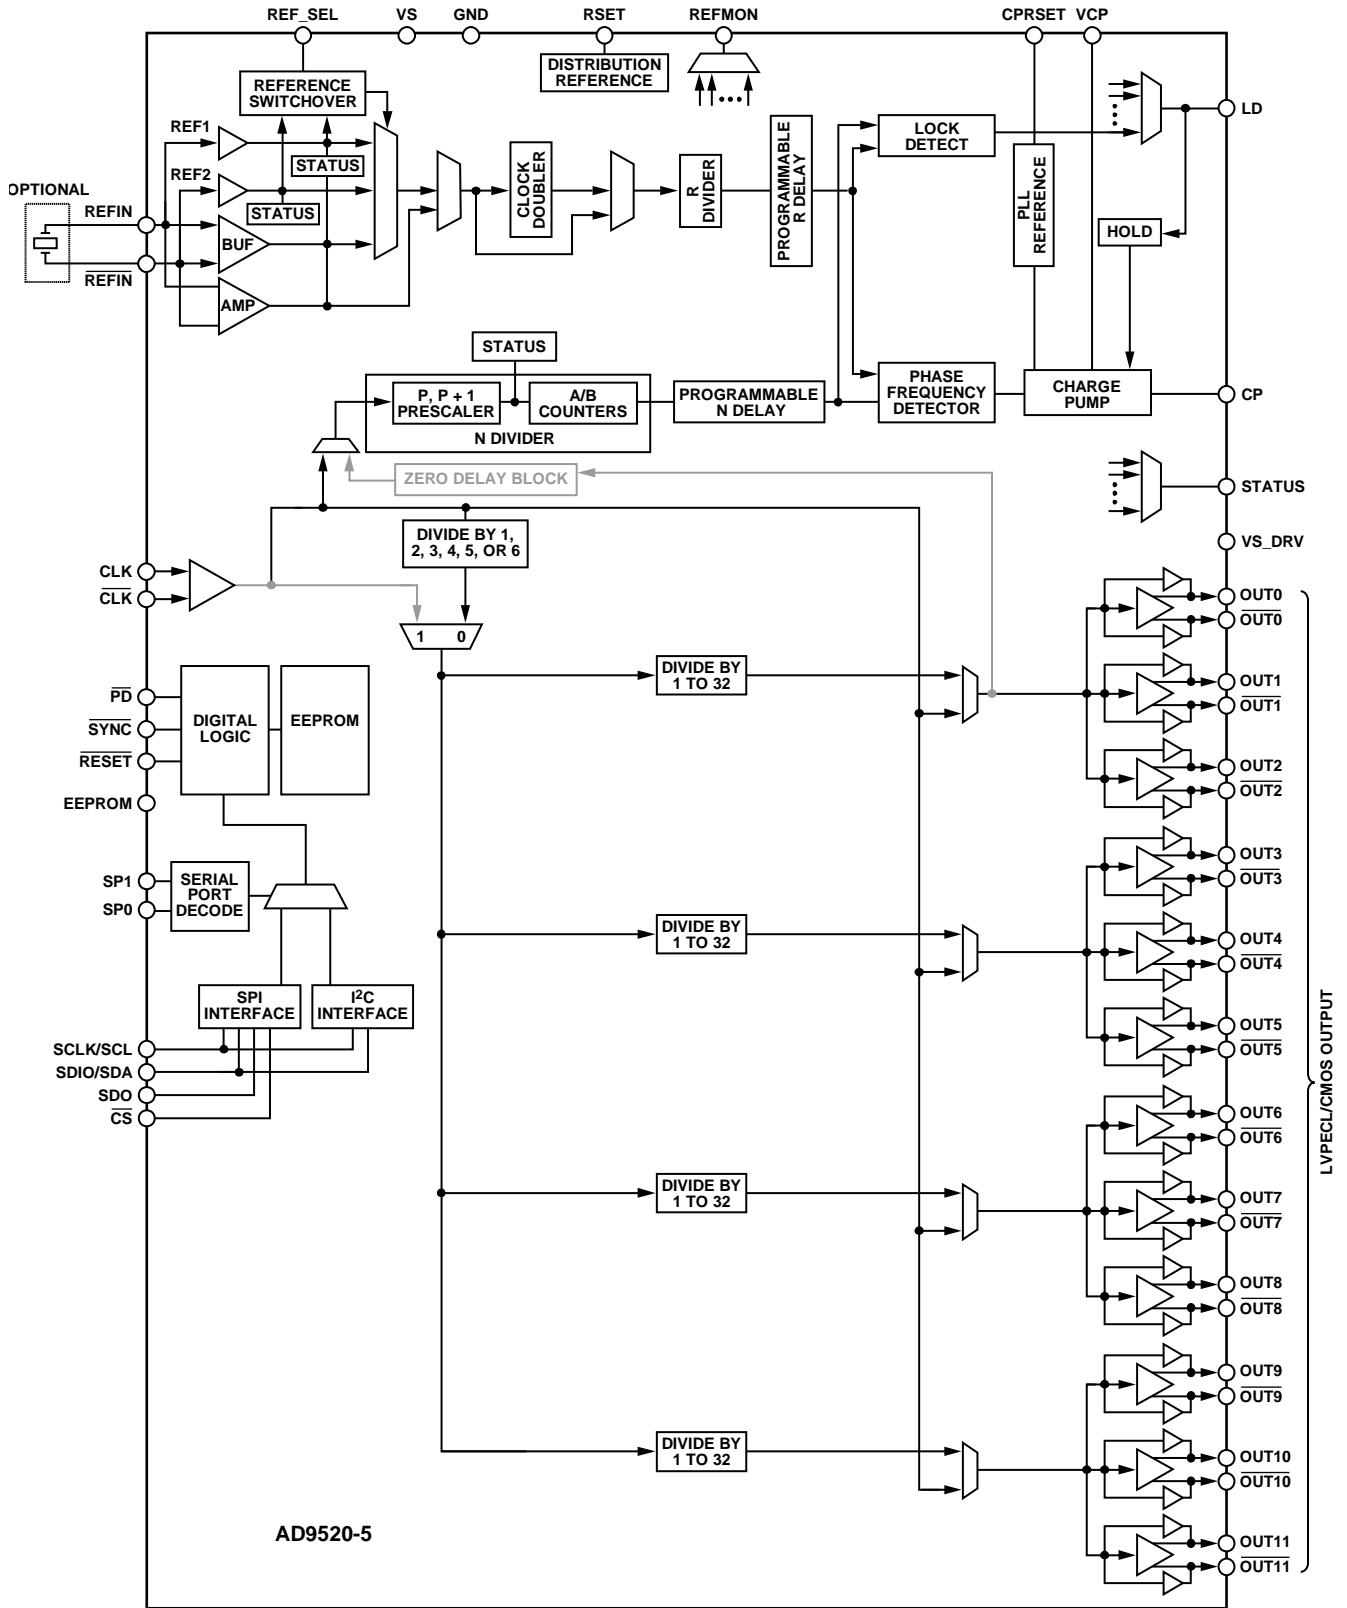 REF_SEL VS GND RSET REFMON CPRSET VCP
DISTRIBUTION
REFERENCE
REFERENCE
SWITCHOVER
LD
REF1
STATUS
REF2
STATUS
OPTIONAL
REFIN
REFIN
BUF
AMP
CLOCK
DOUBLER
R
DIVIDER
PROGRAMMABLE
R DELAY
LOCK
DETECT
PLL
REFERENCE
HOLD
STATUS
P, P + 1
PRESCALER
A/B
COUNTERS
N DIVIDER
PROGRAMMABLE
N DELAY
PHASE
FREQUENCY
DETECTOR
CHARGE
PUMP
CP
ZERO DELAY BLOCK
STATUS
DIVIDE BY 1,
2, 3, 4, 5, OR 6
VS_DRV
CLK
CLK
1 0
OUT0
OUT0
DIVIDE BY
1 TO 32
OUT1
OUT1
OUT2
OUT2
PD
SYNC
RESET
DIGITAL
LOGIC
EEPROM
EEPROM
SP1
SP0
SERIAL
PORT
DECODE
OUT3
OUT3
DIVIDE BY
1 TO 32
OUT4
OUT4
OUT5
OUT5
SPI
INTERFACE
I2C
INTERFACE
SCLK/SCL
SDIO/SDA
SDO
CS
LVPECL/CMOS OUTPUT
OUT6
OUT6
DIVIDE BY
1 TO 32
OUT7
OUT7
OUT8
OUT8
OUT9
OUT9
DIVIDE BY
1 TO 32
OUT10
OUT10
OUT11
OUT11
AD9520-5